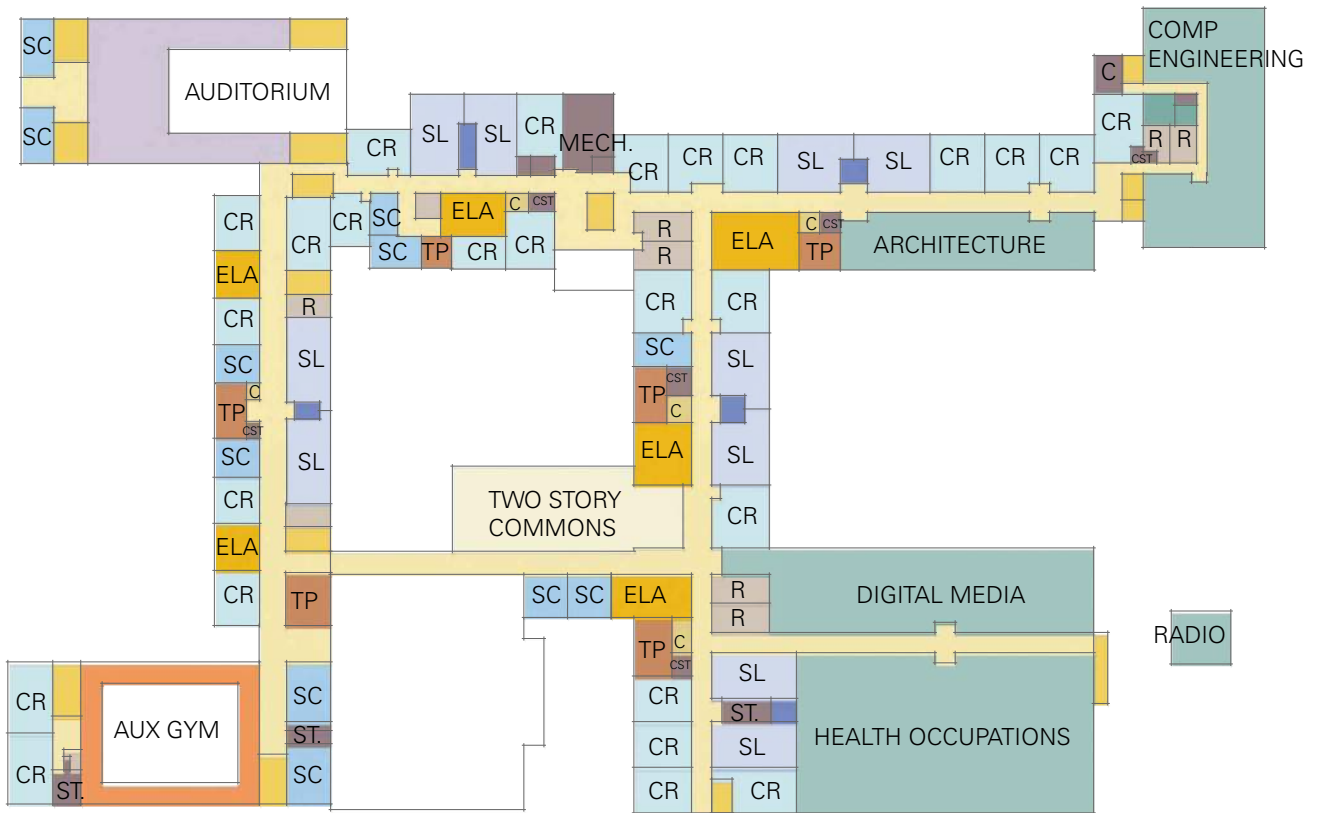 COMP
ENGINEERING
SC
AUDITORIUM
C
SC
CR
SL
SL
CR
MECH.
CR
CR
CR
SL
SL
CR
CR
CR
CR
R
R
CST
CR
CR
CR
SC
ELA
C
CST
SC
TP
CR
CR
R
R
ELA
C
CST
TP
ARCHITECTURE
ELA
R
CR
CR
CR
SC
SL
SC
SL
TP
C
CST
TP
CST
C
SC
SL
ELA
SL
CR
TWO STORY
COMMONS
CR
ELA
CR
TP
SC
SC
ELA
R
R
DIGITAL MEDIA
RADIO
TP
C
CST
SL
CR
SC
CR
ST.
AUX GYM
ST.
CR
SL
HEALTH OCCUPATIONS
CR
ST.
SC
CR
CR